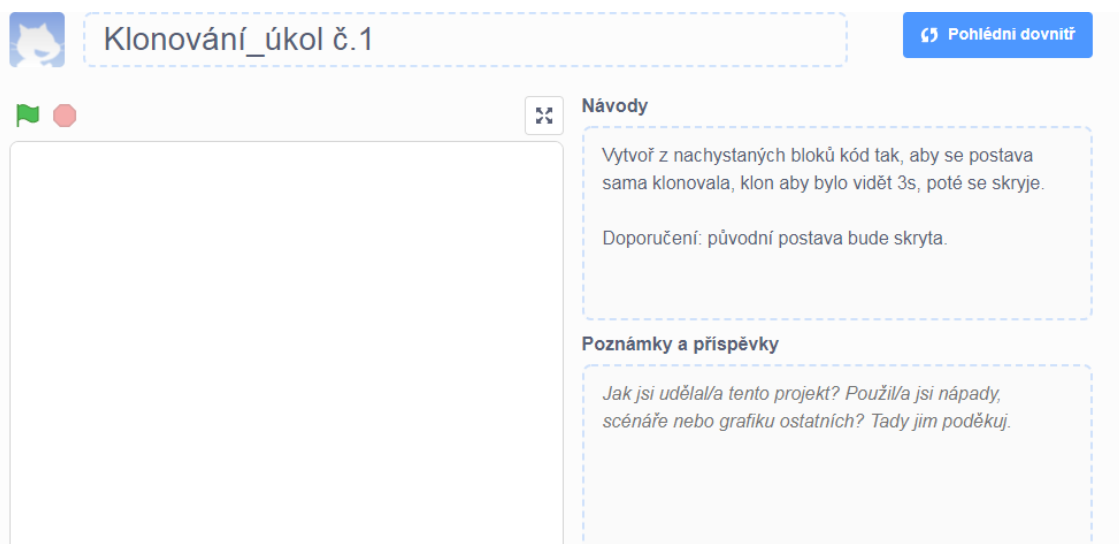 Klonování_úkol č.1
Pohlédni dovnitř
Návody
Vytvoř z nachystaných bloků kód tak, aby se postava
sama klonovala, klon aby bylo vidět 3s, poté se skryje.
Doporučení: původní postava bude skryta.
Poznámky a příspěvky
Jak jsi udělal/a tento projekt? Použil/a jsi nápady,
scénáře nebo grafiku ostatních? Tady jim poděkuj.